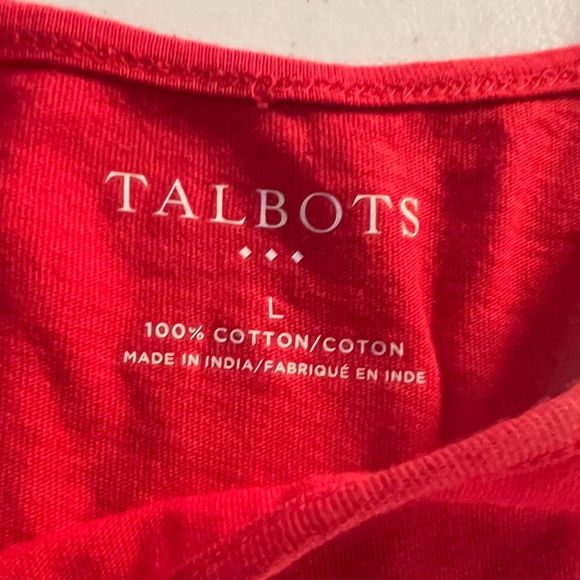 TALBOTS
L
100% COTTON/COTON
MADE IN INDIA/FABRIQUÉ EN INDE